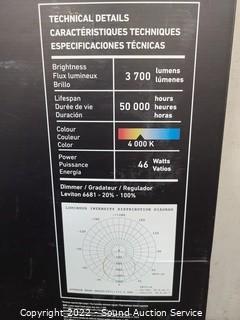 TECHNICAL DETAILS
CARACTÉRISTIQUES TECHNIQUES
ESPECIFICACIONES TÉCNICAS
Brightness
Flux lumineux
Brillo
3 700 lumens
lúmenes
Lifespan
Durée de vie
Duración
50 000 hours
heures
horas
Colour
Couleur
Color
4 000 K
Power
Puissance
Energía
46 Watts
Vatios
Dimmer / Gradateur / Regulador
Leviton 6681 - 20% - 100%
LUMINOUS INTENSITY DISTRIBUTION DIAGRAM
Copyright 2022 - Sound Auction Service